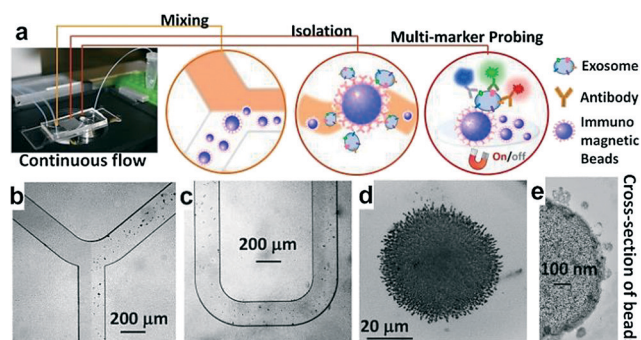 a
Mixing
Isolation
Multi-marker Probing
Continuous flow
On/off
Exosome
Antibody
Immuno
magnetic
Beads
b
200 μm
c
200 μm
d
20 μm
e
100 nm
Cross-section of bead